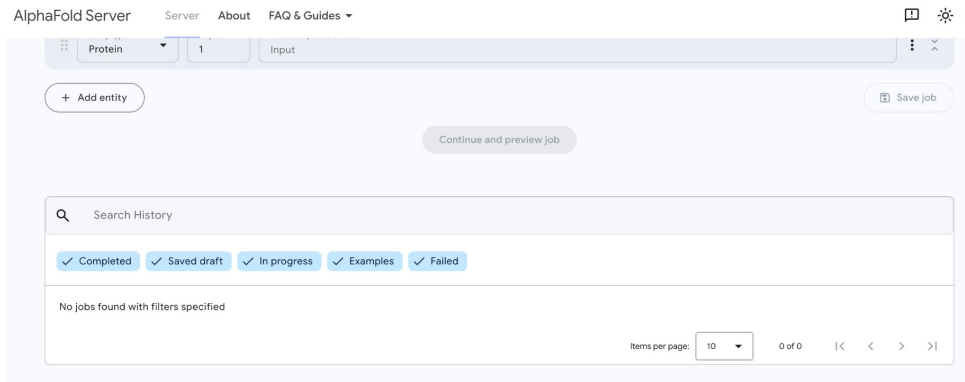 AlphaFold Server Server About FAQ & Guides
Protein 1 Input
+ Add entity Save job
Continue and preview job
Search History
Completed Saved draft In progress Examples Failed
No jobs found with filters specified
Items per page: 10 0 of 0